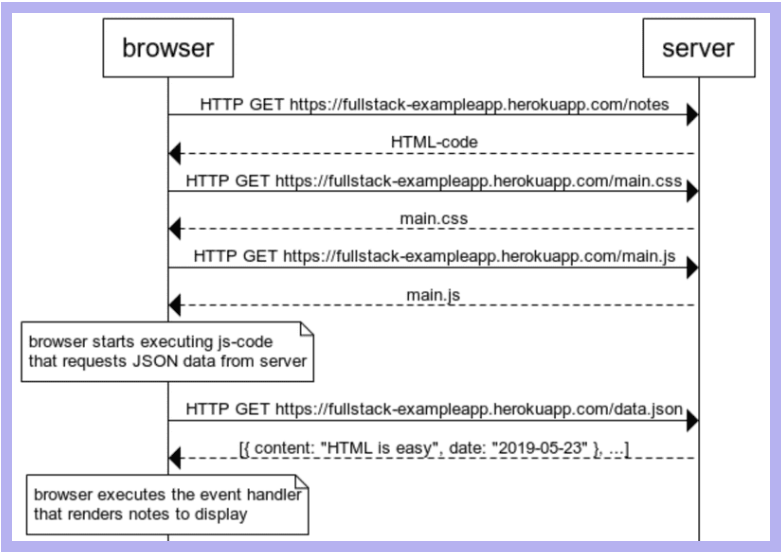 browser
server
HTTP GET https://fullstack-exampleapp.herokuapp.com/notes
HTML-code
HTTP GET https://fullstack-exampleapp.herokuapp.com/main.css
main.css
HTTP GET https://fullstack-exampleapp.herokuapp.com/main.js
main.js
browser starts executing js-code
that requests JSON data from server
HTTP GET https://fullstack-exampleapp.herokuapp.com/data.json
[{ content: "HTML is easy", date: "2019-05-23" }, ...]
browser executes the event handler
that renders notes to display